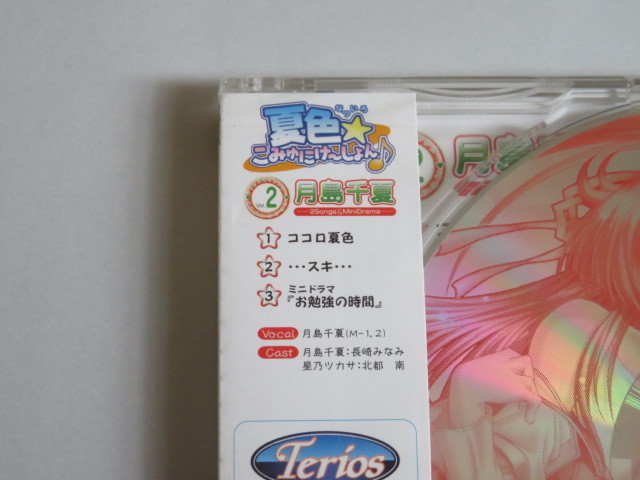 なついろ
夏色★
こみゅにけーしょん♪
Vol. 2 月島千夏
2Songs&MiniDrama
1 ココロ夏色
2 …スキ…
3 ミニドラマ
『お勉強の時間』
Vocal 月島千夏(M-1,2)
Cast 月島千夏:長崎みなみ
星乃ツカサ:北都 南
Terios
2 月島